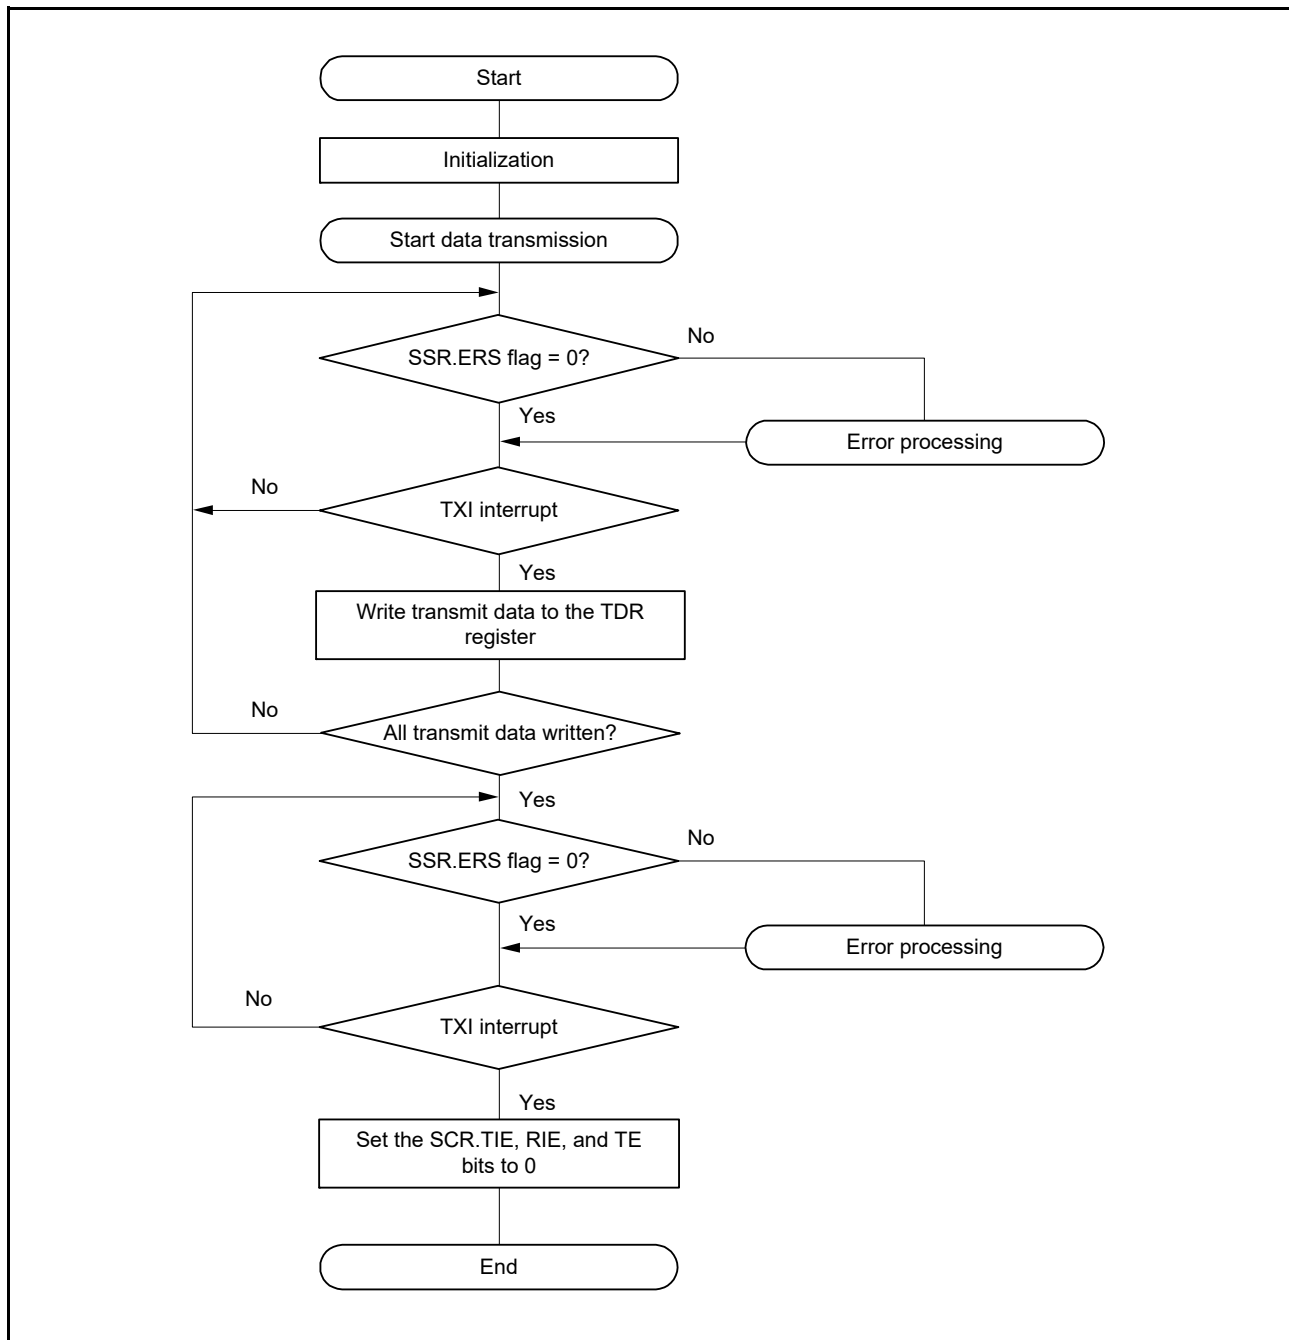 Start
Initialization
Start data transmission
SSR.ERS flag = 0?
No
Yes
Error processing
No
TXI interrupt
Yes
Write transmit data to the TDR
register
No
All transmit data written?
Yes
SSR.ERS flag = 0?
No
Yes
Error processing
No
TXI interrupt
Yes
Set the SCR.TIE, RIE, and TE
bits to 0
End